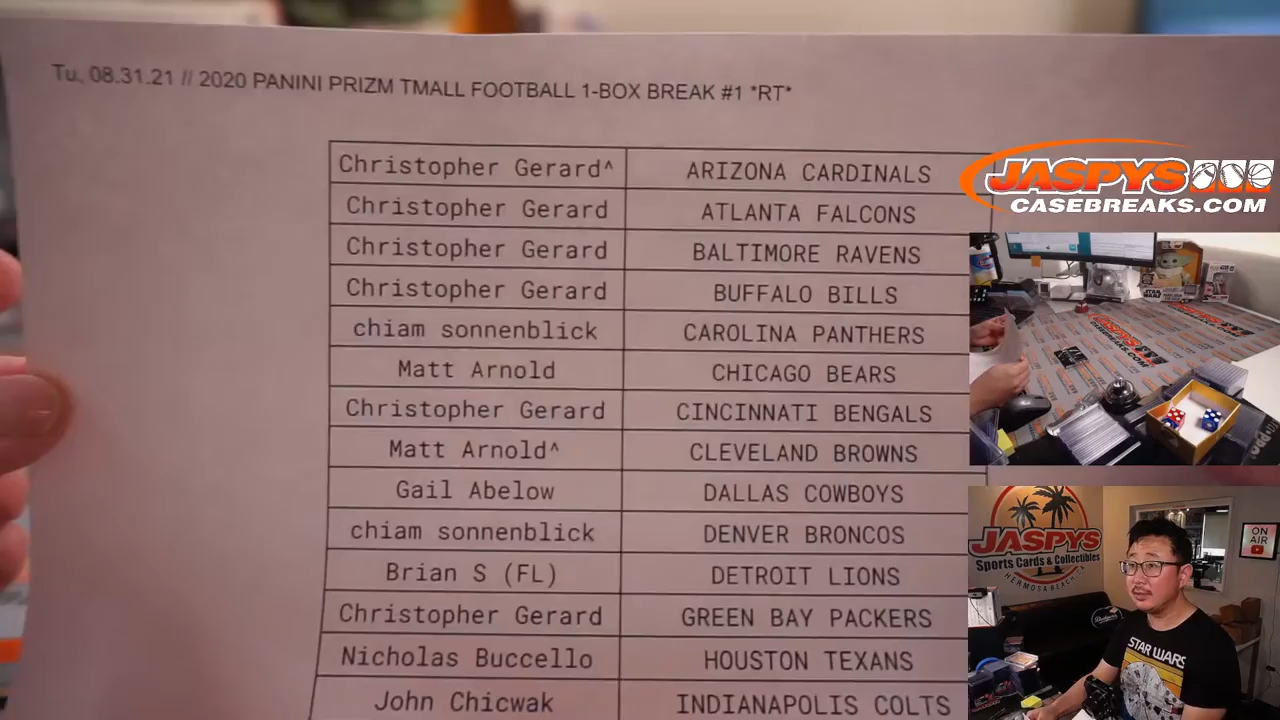 Tu, 08.31.21 // 2020 PANINI PRIZM TMALL FOOTBALL 1-BOX BREAK #1 *RT*
Christopher Gerard^ ARIZONA CARDINALS
Christopher Gerard ATLANTA FALCONS
Christopher Gerard BALTIMORE RAVENS
Christopher Gerard BUFFALO BILLS
chiam sonnenblick CAROLINA PANTHERS
Matt Arnold CHICAGO BEARS
Christopher Gerard CINCINNATI BENGALS
Matt Arnold^ CLEVELAND BROWNS
Gail Abelow DALLAS COWBOYS
chiam sonnenblick DENVER BRONCOS
Brian S (FL) DETROIT LIONS
Christopher Gerard GREEN BAY PACKERS
Nicholas Buccello HOUSTON TEXANS
John Chicwak INDIANAPOLIS COLTS
JASPYS
CASEBREAKS.COM
JASPYS
Sports Cards & Collectibles
HERMOSA BEACH, CA
ON
AIR
STAR WARS
Dodgers
STAR
WARS